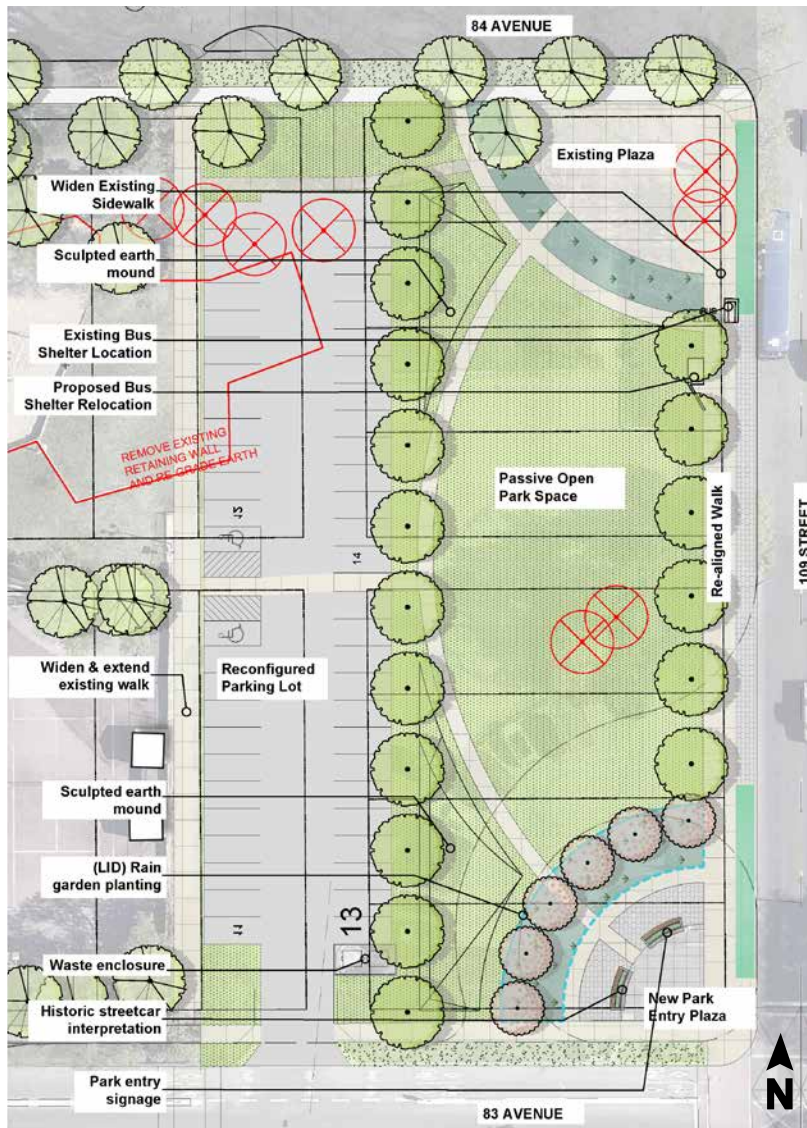 84 AVENUE
Existing Plaza
Widen Existing
Sidewalk
Sculpted earth
mound
Existing Bus
Shelter Location
Proposed Bus
Shelter Relocation
REMOVE EXISTING
RETAINING WALL
AND RE-GRADE EARTH
Passive Open
Park Space
Re-aligned Walk
109 STREET
12
14
Widen & extend
existing walk
Reconfigured
Parking Lot
Sculpted earth
mound
(LID) Rain
garden planting
11
13
Waste enclosure
Historic streetcar
interpretation
New Park
Entry Plaza
Park entry
signage
83 AVENUE
N